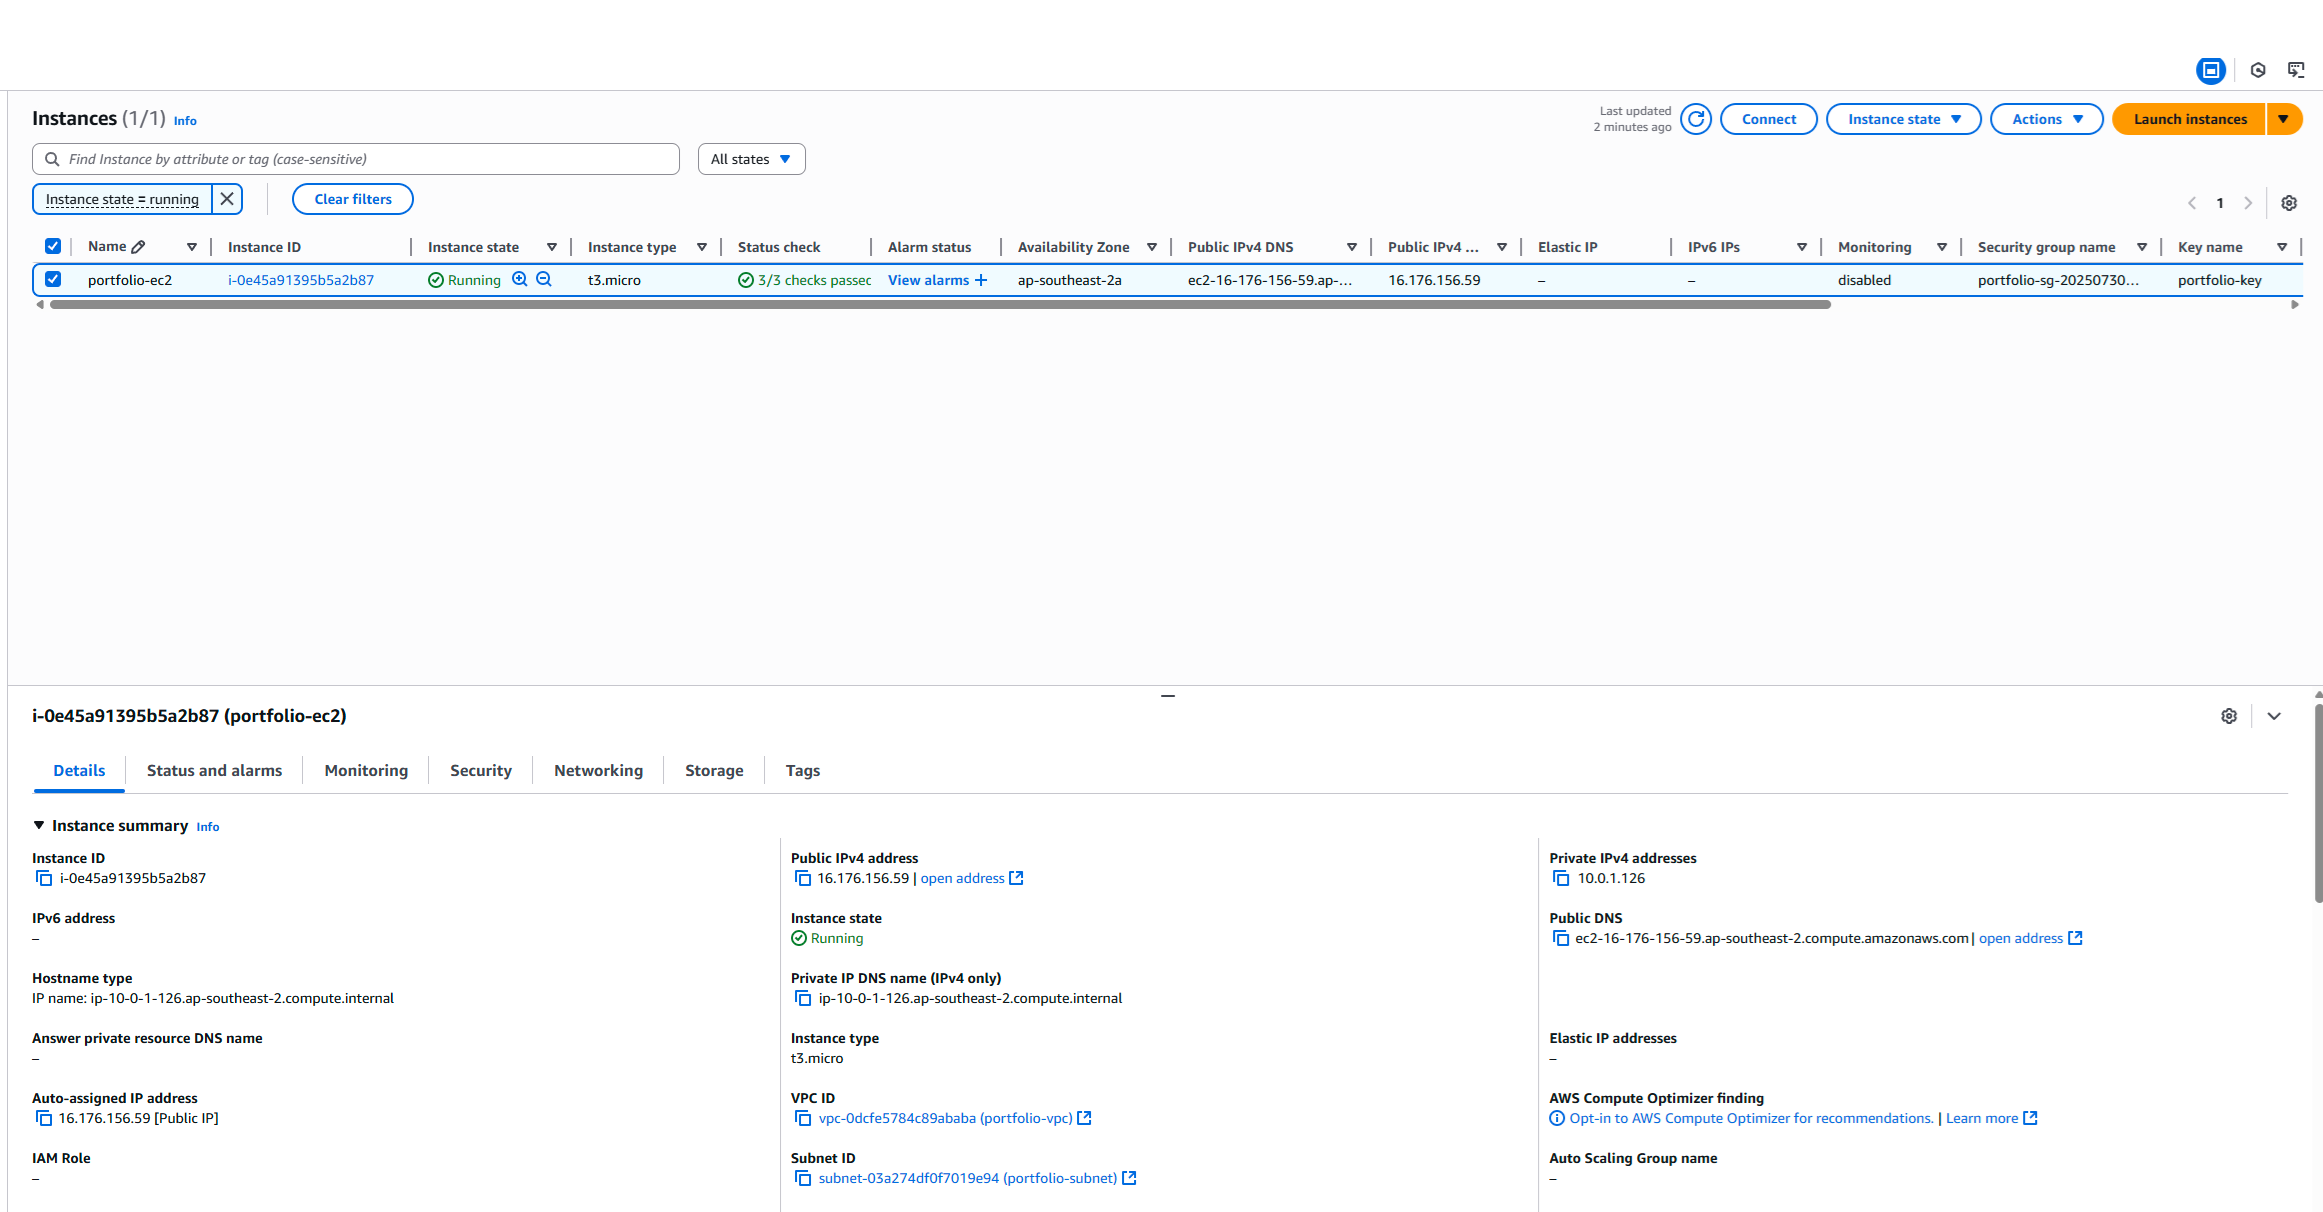 Last updated
2 minutes ago
Instances (1/1) Info
Connect
Instance state
Actions
Launch instances
Find Instance by attribute or tag (case-sensitive)
All states
Instance state = running
Clear filters
1
Name Instance ID Instance state Instance type Status check Alarm status Availability Zone Public IPv4 DNS Public IPv4 ... Elastic IP IPv6 IPs Monitoring Security group name Key name
portfolio-ec2 i-0e45a91395b5a2b87 Running t3.micro 3/3 checks passec View alarms + ap-southeast-2a ec2-16-176-156-59.ap-... 16.176.156.59 – – disabled portfolio-sg-20250730... portfolio-key
i-0e45a91395b5a2b87 (portfolio-ec2)
Details Status and alarms Monitoring Security Networking Storage Tags
Instance summary Info
Instance ID
i-0e45a91395b5a2b87
Public IPv4 address
16.176.156.59 | open address
Private IPv4 addresses
10.0.1.126
IPv6 address
–
Instance state
Running
Public DNS
ec2-16-176-156-59.ap-southeast-2.compute.amazonaws.com | open address
Hostname type
IP name: ip-10-0-1-126.ap-southeast-2.compute.internal
Private IP DNS name (IPv4 only)
ip-10-0-1-126.ap-southeast-2.compute.internal
Answer private resource DNS name
–
Instance type
t3.micro
Elastic IP addresses
–
Auto-assigned IP address
16.176.156.59 [Public IP]
VPC ID
vpc-0dcfe5784c89ababa (portfolio-vpc)
AWS Compute Optimizer finding
Opt-in to AWS Compute Optimizer for recommendations. | Learn more
IAM Role
–
Subnet ID
subnet-03a274df0f7019e94 (portfolio-subnet)
Auto Scaling Group name
–